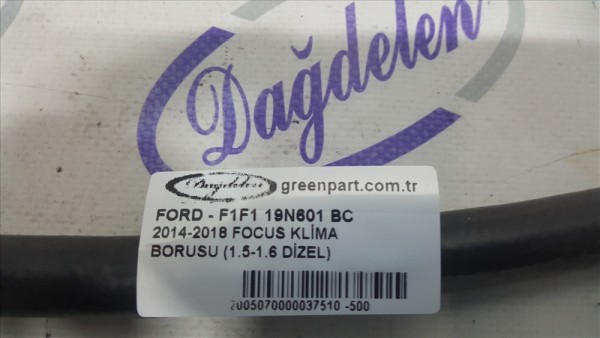 Dağdelen
Dağdelen greenpart.com.tr
FORD - F1F1 19N601 BC
2014-2018 FOCUS KLİMA
BORUSU (1.5-1.6 DİZEL)
2005070000037510 -500